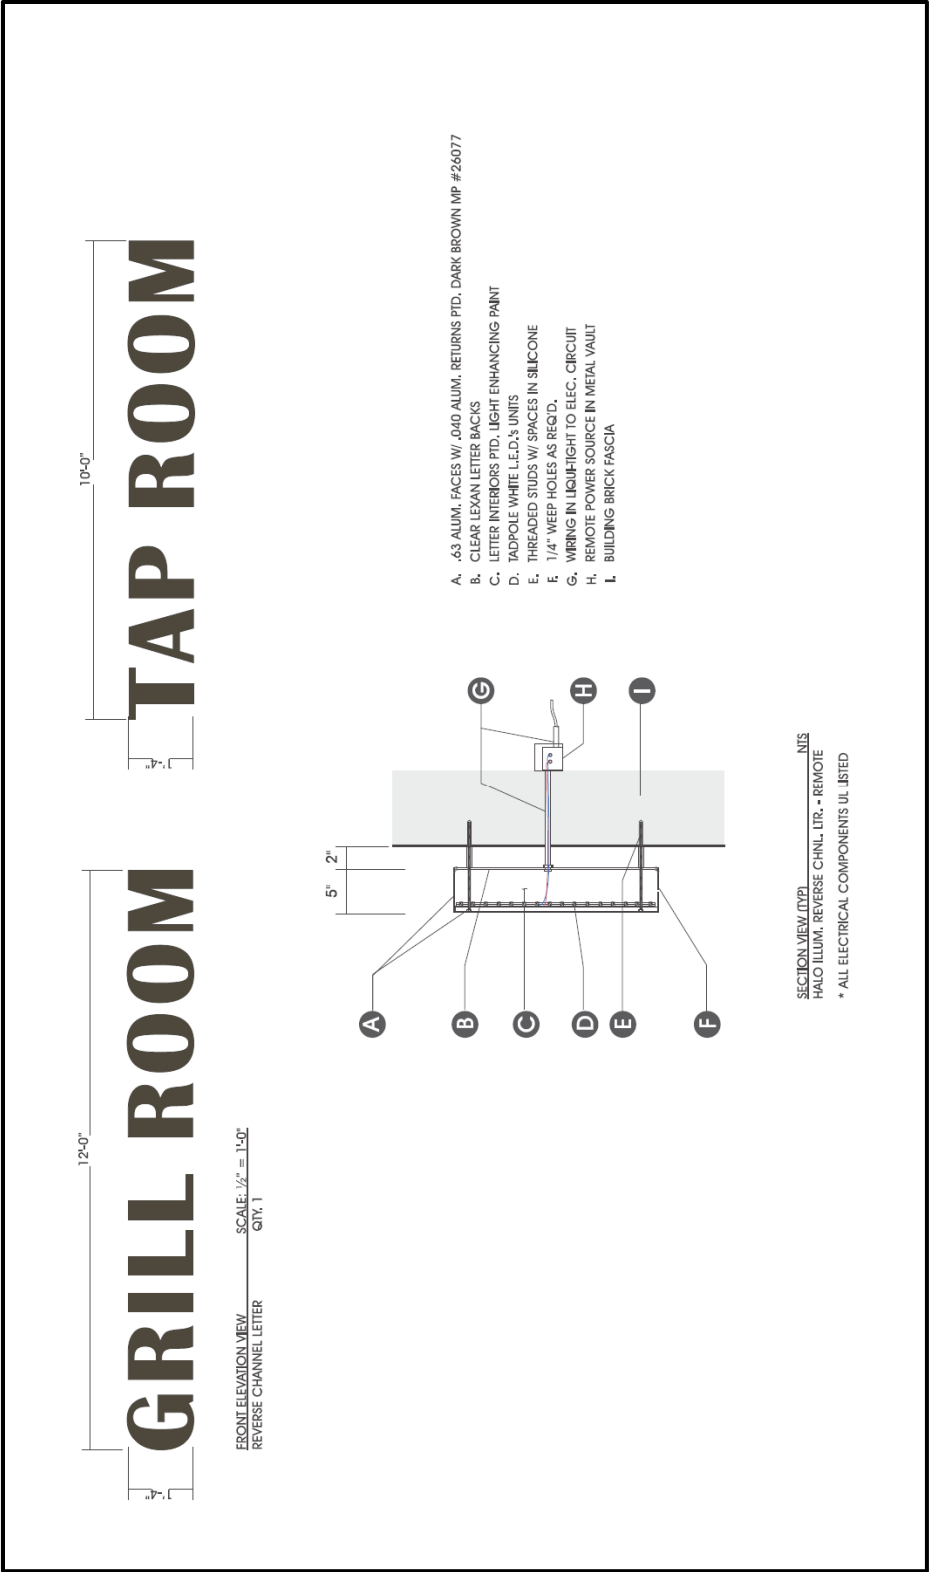 12'-0"
10'-0"
1'-4"
GRILL ROOM
1'-4"
TAP ROOM
FRONT ELEVATION VIEW SCALE: ½" = 1'-0"
REVERSE CHANNEL LETTER QTY. 1
5" 2"
A
B
C
D
E
F
G
H
I
A. .63 ALUM. FACES W/ .040 ALUM. RETURNS PTD. DARK BROWN MP #26077
B. CLEAR LEXAN LETTER BACKS
C. LETTER INTERIORS PTD. LIGHT ENHANCING PAINT
D. TADPOLE WHITE L.E.D.'s UNITS
E. THREADED STUDS W/ SPACES IN SILICONE
F. 1/4" WEEP HOLES AS REQ'D.
G. WIRING IN LIQUI-TIGHT TO ELEC. CIRCUIT
H. REMOTE POWER SOURCE IN METAL VAULT
I. BUILDING BRICK FASCIA
SECTION VIEW (TYP) NTS
HALO ILLUM. REVERSE CHNL. LTR. - REMOTE
* ALL ELECTRICAL COMPONENTS UL LISTED